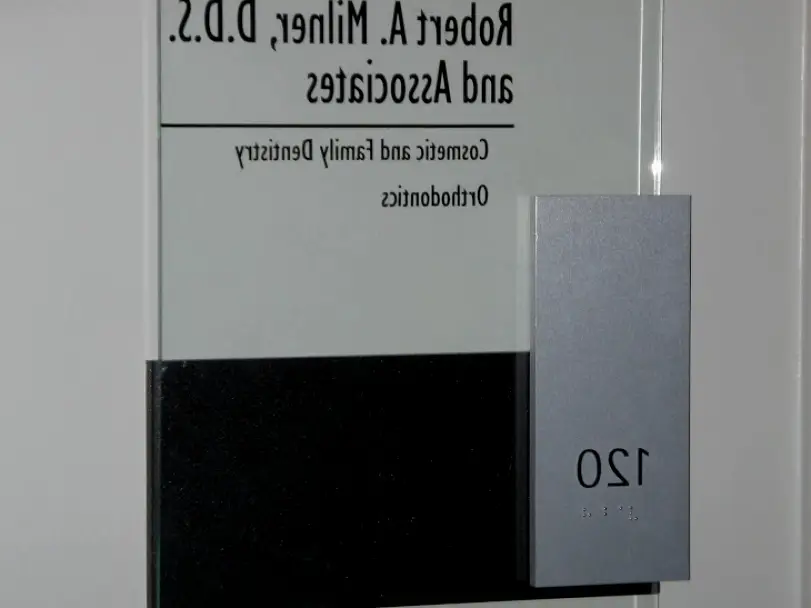 Robert A. Milner, D.D.S.
and Associates
Cosmetic and Family Dentistry
Orthodontics
120